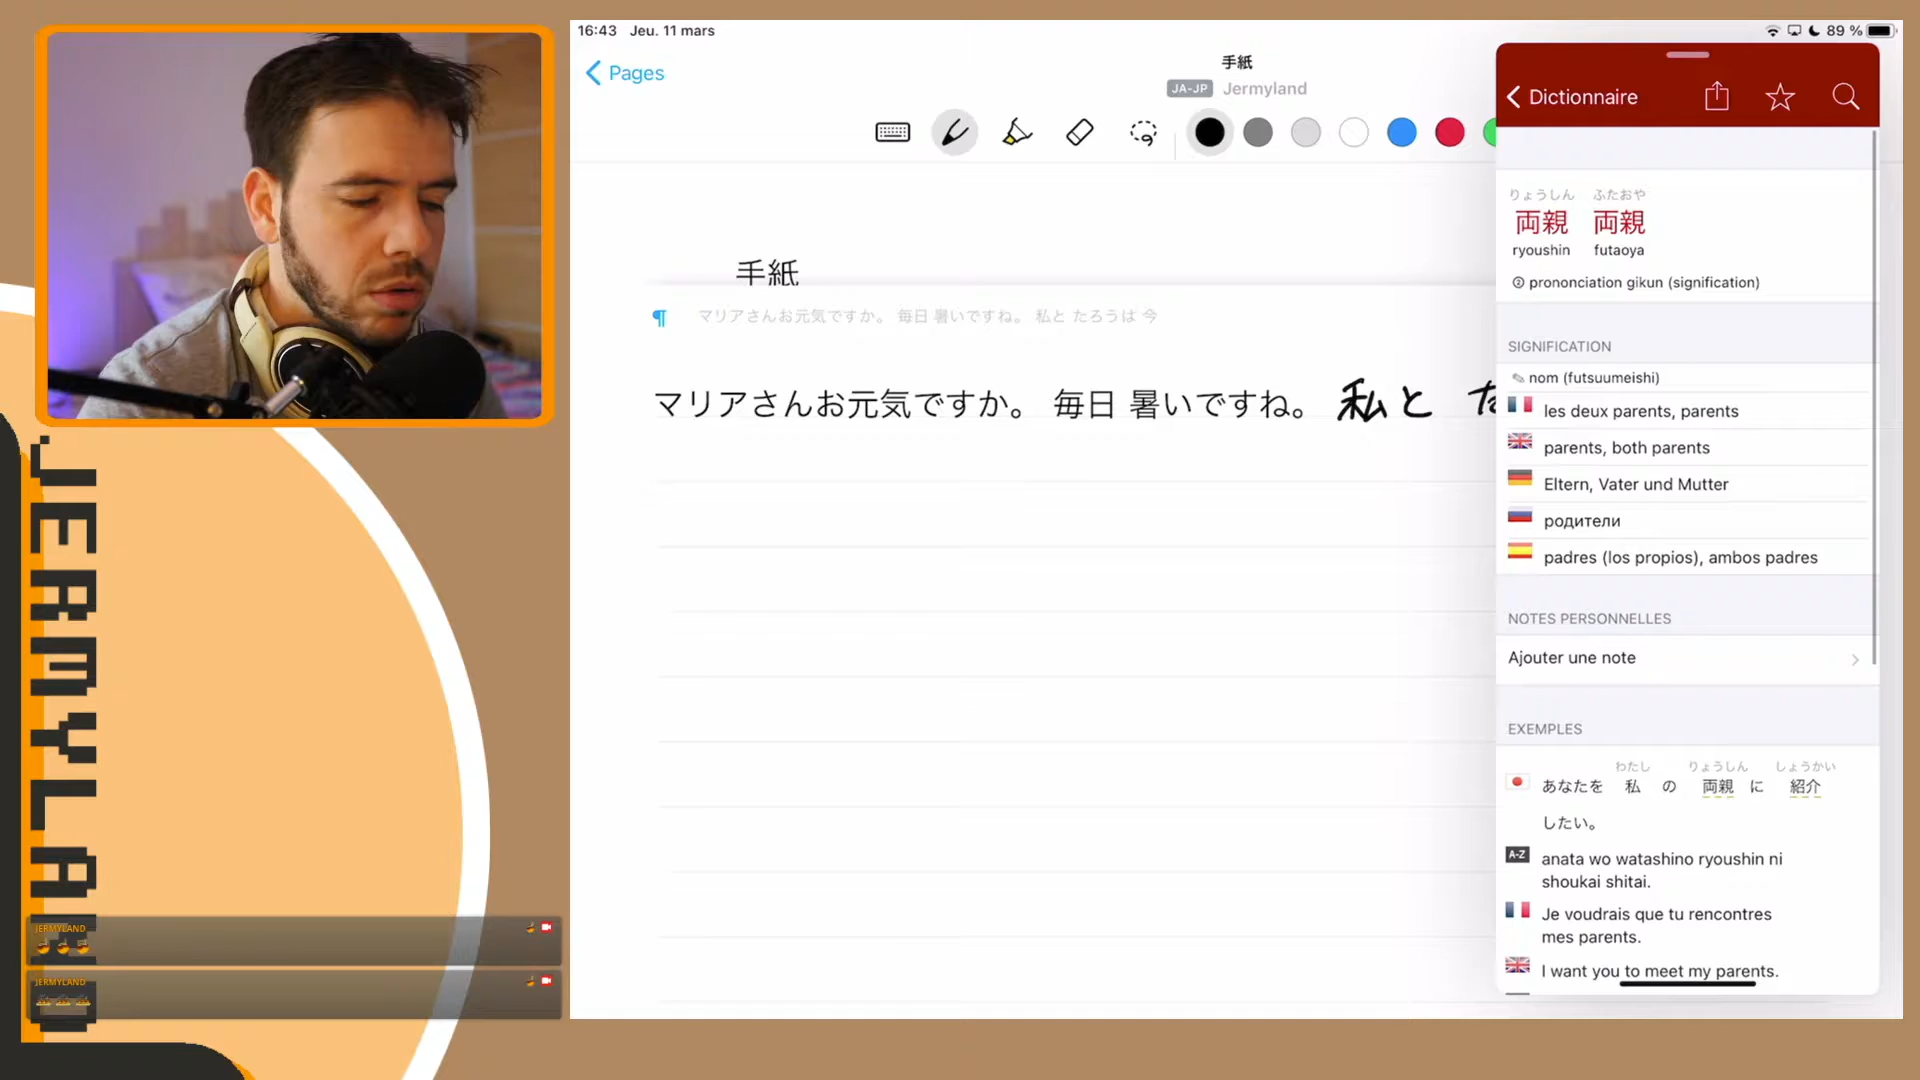 16:43 Jeu. 11 mars
89 %
Pages
手紙
JA-JP Jermyland
手紙
マリアさんお元気ですか。 毎日 暑いですね。 私と たろうは 今
マリアさんお元気ですか。 毎日 暑いですね。 私と た
Dictionnaire
りょうしん ふたおや
両親 両親
ryoushin futaoya
② prononciation gikun (signification)
SIGNIFICATION
nom (futsuumeishi)
les deux parents, parents
parents, both parents
Eltern, Vater und Mutter
родители
padres (los propios), ambos padres
NOTES PERSONNELLES
Ajouter une note
EXEMPLES
わたし りょうしん しょうかい
あなたを 私 の 両親 に 紹介
したい。
A-Z anata wo watashino ryoushin ni
shoukai shitai.
Je voudrais que tu rencontres
mes parents.
I want you to meet my parents.
JERMYLAND
JERMYLAND
JERMYLAND